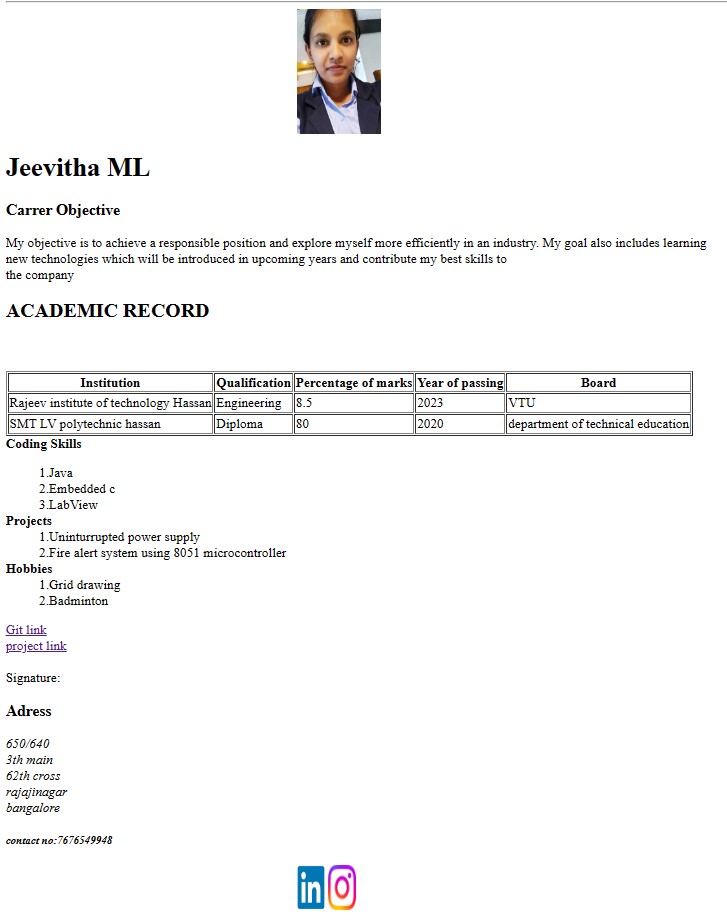 Jeevitha ML
Carrer Objective
My objective is to achieve a responsible position and explore myself more efficiently in an industry. My goal also includes learning
new technologies which will be introduced in upcoming years and contribute my best skills to
the company
ACADEMIC RECORD
Institution Qualification Percentage of marks Year of passing Board
Rajeev institute of technology Hassan Engineering 8.5 2023 VTU
SMT LV polytechnic hassan Diploma 80 2020 department of technical education
Coding Skills
1.Java
2.Embedded c
3.LabView
Projects
1.Uninturrupted power supply
2.Fire alert system using 8051 microcontroller
Hobbies
1.Grid drawing
2.Badminton
Git link
project link
Signature:
Adress
650/640
3th main
62th cross
rajajinagar
bangalore
contact no:7676549948
in